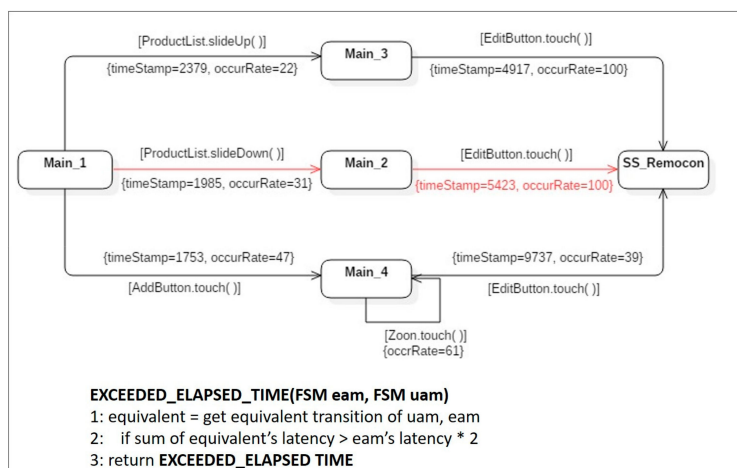 [ProductList.slideUp( )]
[EditButton.touch( )]
Main_3
{timeStamp=2379, occurRate=22}
{timeStamp=4917, occurRate=100}
[ProductList.slideDown( )]
[EditButton.touch( )]
Main_1
Main_2
SS_Remocon
{timeStamp=1985, occurRate=31}
{timeStamp=5423, occurRate=100}
{timeStamp=1753, occurRate=47}
{timeStamp=9737, occurRate=39}
Main_4
[AddButton.touch( )]
[EditButton.touch( )]
[Zoon.touch( )]
{occrRate=61}
EXCEEDED_ELAPSED_TIME(FSM eam, FSM uam)
1: equivalent = get equivalent transition of uam, eam
2: if sum of equivalent's latency > eam's latency * 2
3: return EXCEEDED_ELAPSED TIME